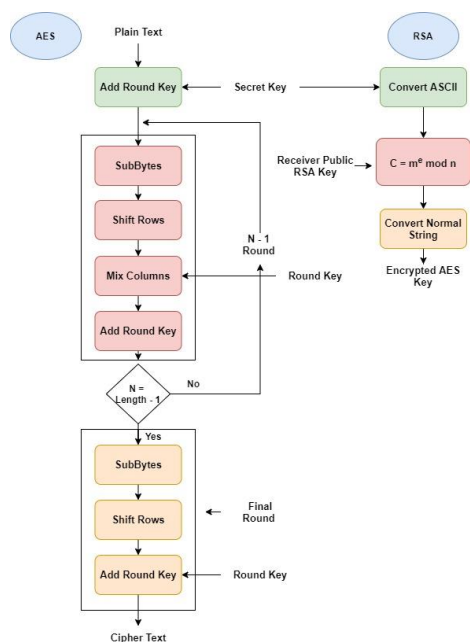 AES
Plain Text
RSA
Add Round Key
Secret Key
Convert ASCII
SubBytes
Shift Rows
N - 1
Round
Mix Columns
Round Key
Add Round Key
Receiver Public
RSA Key
C = mᵉ mod n
Convert Normal
String
Encrypted AES
Key
N =
Length - 1
No
Yes
SubBytes
Shift Rows
Final
Round
Add Round Key
Round Key
Cipher Text